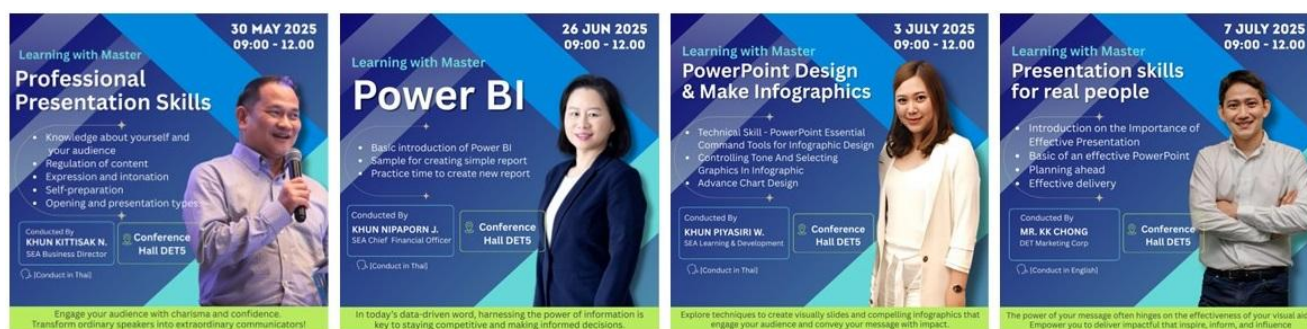 30 MAY 2025
09:00 - 12.00
Learning with Master
Professional
Presentation Skills
• Knowledge about yourself and
your audience
• Regulation of content
• Expression and intonation
• Self-preparation
• Opening and presentation types
Conducted By
KHUN KITTISAK N.
SEA Business Director
Conference
Hall DET5
[Conduct in Thai]
Engage your audience with charisma and confidence.
Transform ordinary speakers into extraordinary communicators!
26 JUN 2025
09:00 - 12.00
Learning with Master
Power BI
• Basic introduction of Power BI
• Sample for creating simple report
• Practice time to create new report
Conducted By
KHUN NIPAPORN J.
SEA Chief Financial Officer
Conference
Hall DET5
[Conduct in Thai]
In today's data-driven word, harnessing the power of information is
key to staying competitive and making informed decisions.
3 JULY 2025
09:00 - 12.00
Learning with Master
PowerPoint Design
& Make Infographics
• Technical Skill - PowerPoint Essential
Command Tools for Infographic Design
• Controlling Tone And Selecting
Graphics In Infographic
• Advance Chart Design
Conducted By
KHUN PIYASIRI W.
SEA Learning & Development
Conference
Hall DET5
[Conduct in Thai]
Explore techniques to create visually slides and compelling infographics that
engage your audience and convey your message with impact.
7 JULY 2025
09:00 - 12.00
Learning with Master
Presentation skills
for real people
• Introduction on the Importance of
Effective Presentation
• Basic of an effective PowerPoint
• Planning ahead
• Effective delivery
Conducted By
MR. KK CHONG
DET Marketing Corp
Conference
Hall DET5
[Conduct in English]
The power of your message often hinges on the effectiveness of your visual aid
Empower you to deliver impactful that inspire, inform, and influence